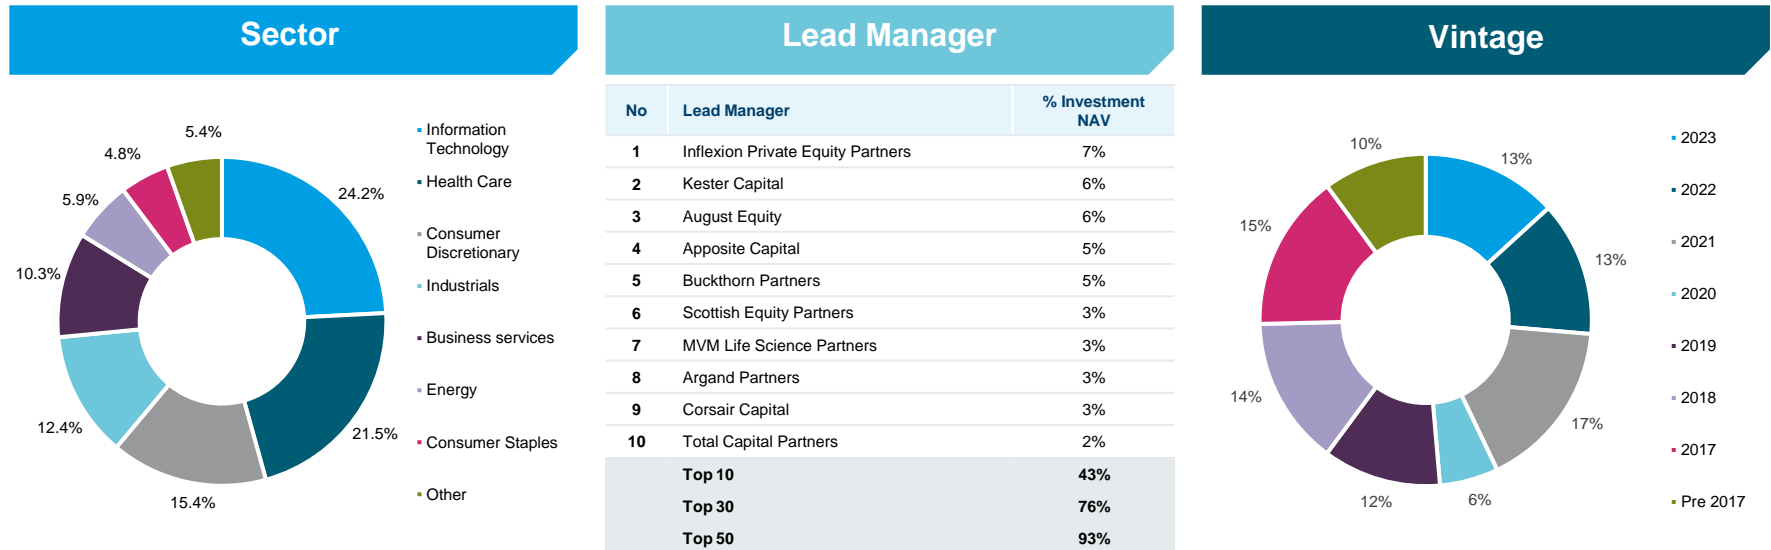 Sector
5.4%
4.8%
5.9%
24.2%
10.3%
12.4%
21.5%
15.4%
Information
Technology
Health Care
Consumer
Discretionary
Industrials
Business services
Energy
Consumer Staples
Other
Lead Manager
No Lead Manager % Investment
NAV
1 Inflexion Private Equity Partners 7%
2 Kester Capital 6%
3 August Equity 6%
4 Apposite Capital 5%
5 Buckthorn Partners 5%
6 Scottish Equity Partners 3%
7 MVM Life Science Partners 3%
8 Argand Partners 3%
9 Corsair Capital 3%
10 Total Capital Partners 2%
Top 10 43%
Top 30 76%
Top 50 93%
Vintage
10%
13%
15%
13%
14%
17%
12%
6%
2023
2022
2021
2020
2019
2018
2017
Pre 2017